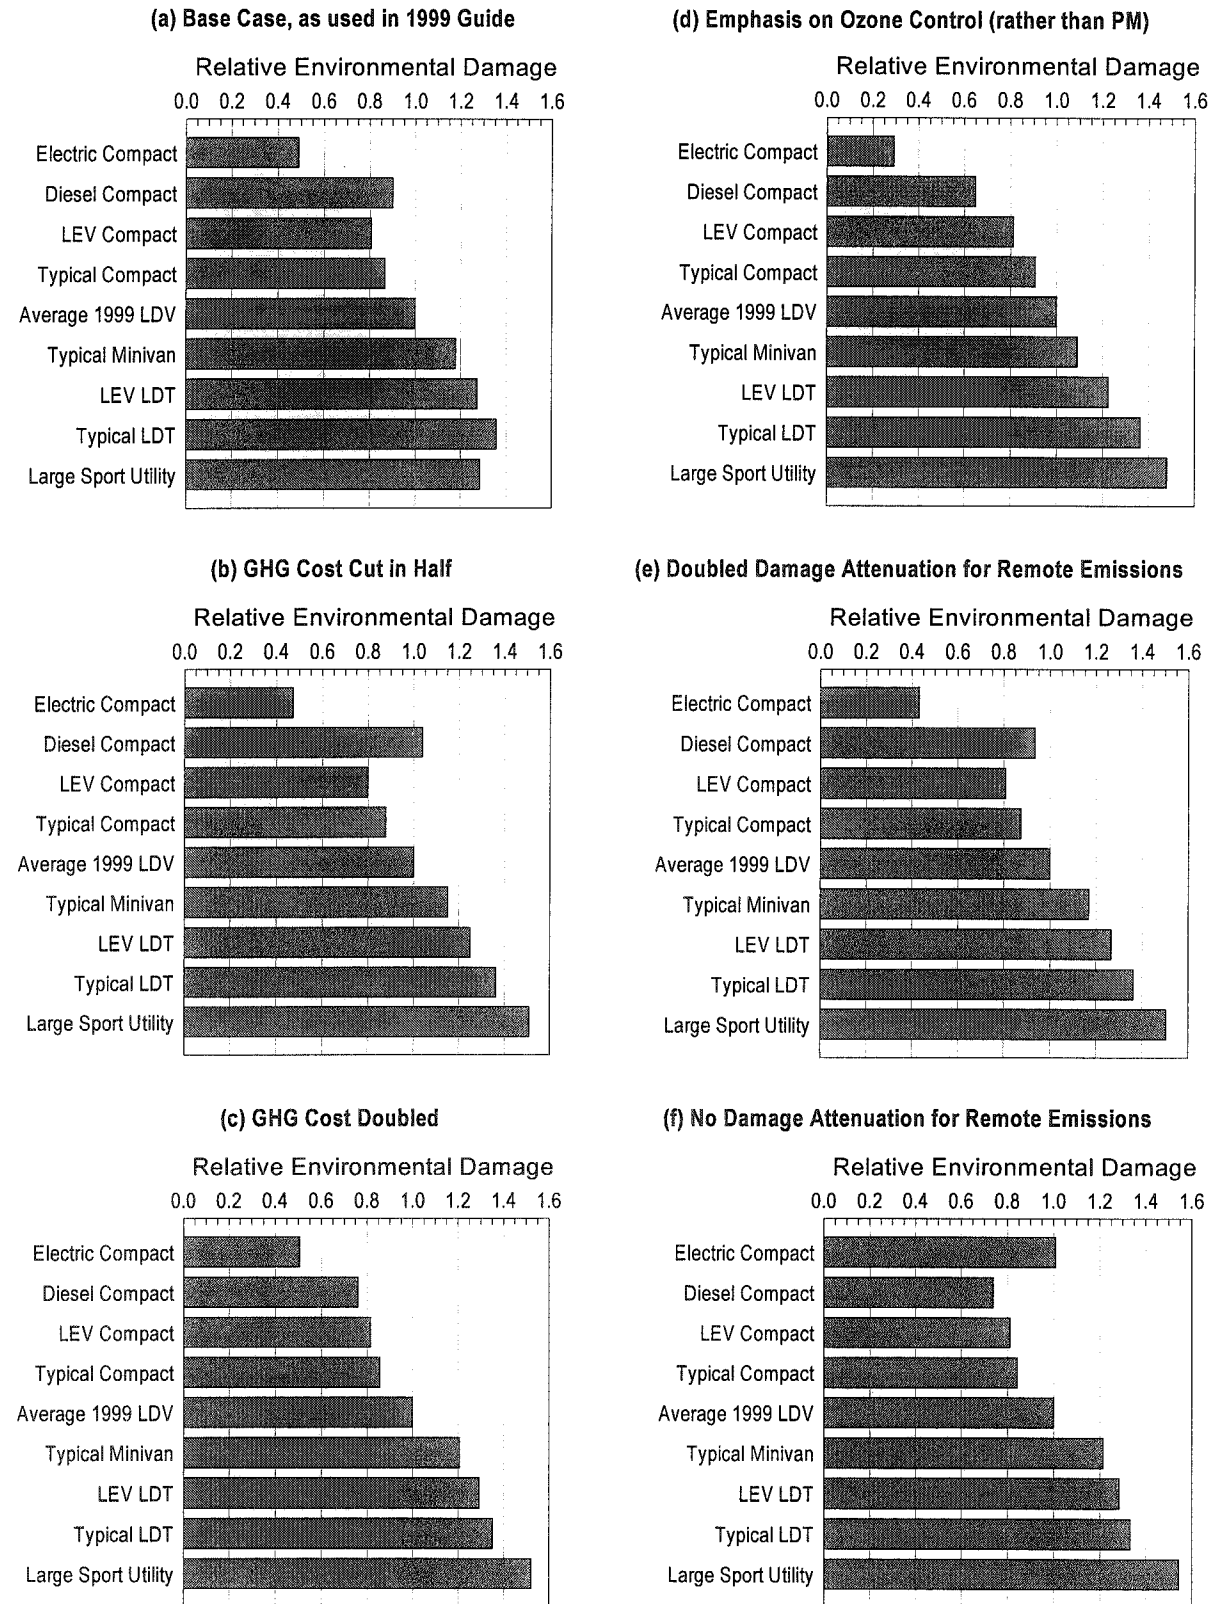 (a) Base Case, as used in 1999 Guide
Relative Environmental Damage
0.0 0.2 0.4 0.6 0.8 1.0 1.2 1.4 1.6
Electric Compact
Diesel Compact
LEV Compact
Typical Compact
Average 1999 LDV
Typical Minivan
LEV LDT
Typical LDT
Large Sport Utility
(b) GHG Cost Cut in Half
Relative Environmental Damage
0.0 0.2 0.4 0.6 0.8 1.0 1.2 1.4 1.6
Electric Compact
Diesel Compact
LEV Compact
Typical Compact
Average 1999 LDV
Typical Minivan
LEV LDT
Typical LDT
Large Sport Utility
(c) GHG Cost Doubled
Relative Environmental Damage
0.0 0.2 0.4 0.6 0.8 1.0 1.2 1.4 1.6
Electric Compact
Diesel Compact
LEV Compact
Typical Compact
Average 1999 LDV
Typical Minivan
LEV LDT
Typical LDT
Large Sport Utility
(d) Emphasis on Ozone Control (rather than PM)
Relative Environmental Damage
0.0 0.2 0.4 0.6 0.8 1.0 1.2 1.4 1.6
Electric Compact
Diesel Compact
LEV Compact
Typical Compact
Average 1999 LDV
Typical Minivan
LEV LDT
Typical LDT
Large Sport Utility
(e) Doubled Damage Attenuation for Remote Emissions
Relative Environmental Damage
0.0 0.2 0.4 0.6 0.8 1.0 1.2 1.4 1.6
Electric Compact
Diesel Compact
LEV Compact
Typical Compact
Average 1999 LDV
Typical Minivan
LEV LDT
Typical LDT
Large Sport Utility
(f) No Damage Attenuation for Remote Emissions
Relative Environmental Damage
0.0 0.2 0.4 0.6 0.8 1.0 1.2 1.4 1.6
Electric Compact
Diesel Compact
LEV Compact
Typical Compact
Average 1999 LDV
Typical Minivan
LEV LDT
Typical LDT
Large Sport Utility